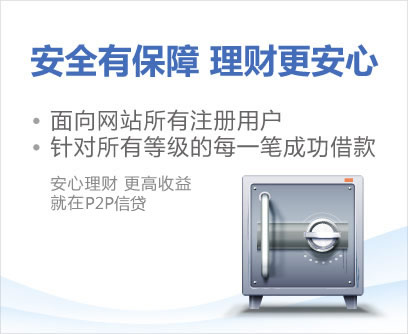 安全有保障 理财更安心
• 面向网站所有注册用户
• 针对所有等级的每一笔成功借款
安心理财 更高收益
就在P2P信贷